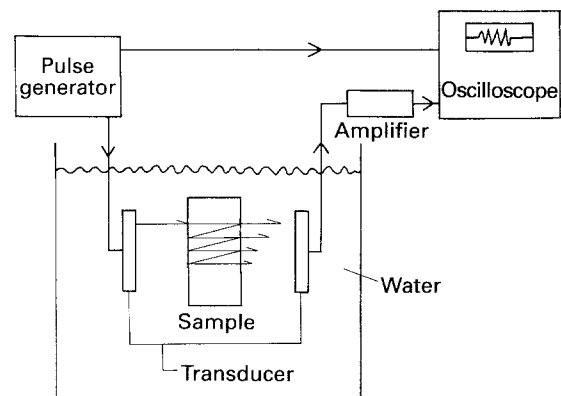 Pulse
generator
Oscilloscope
Amplifier
Sample
Water
Transducer